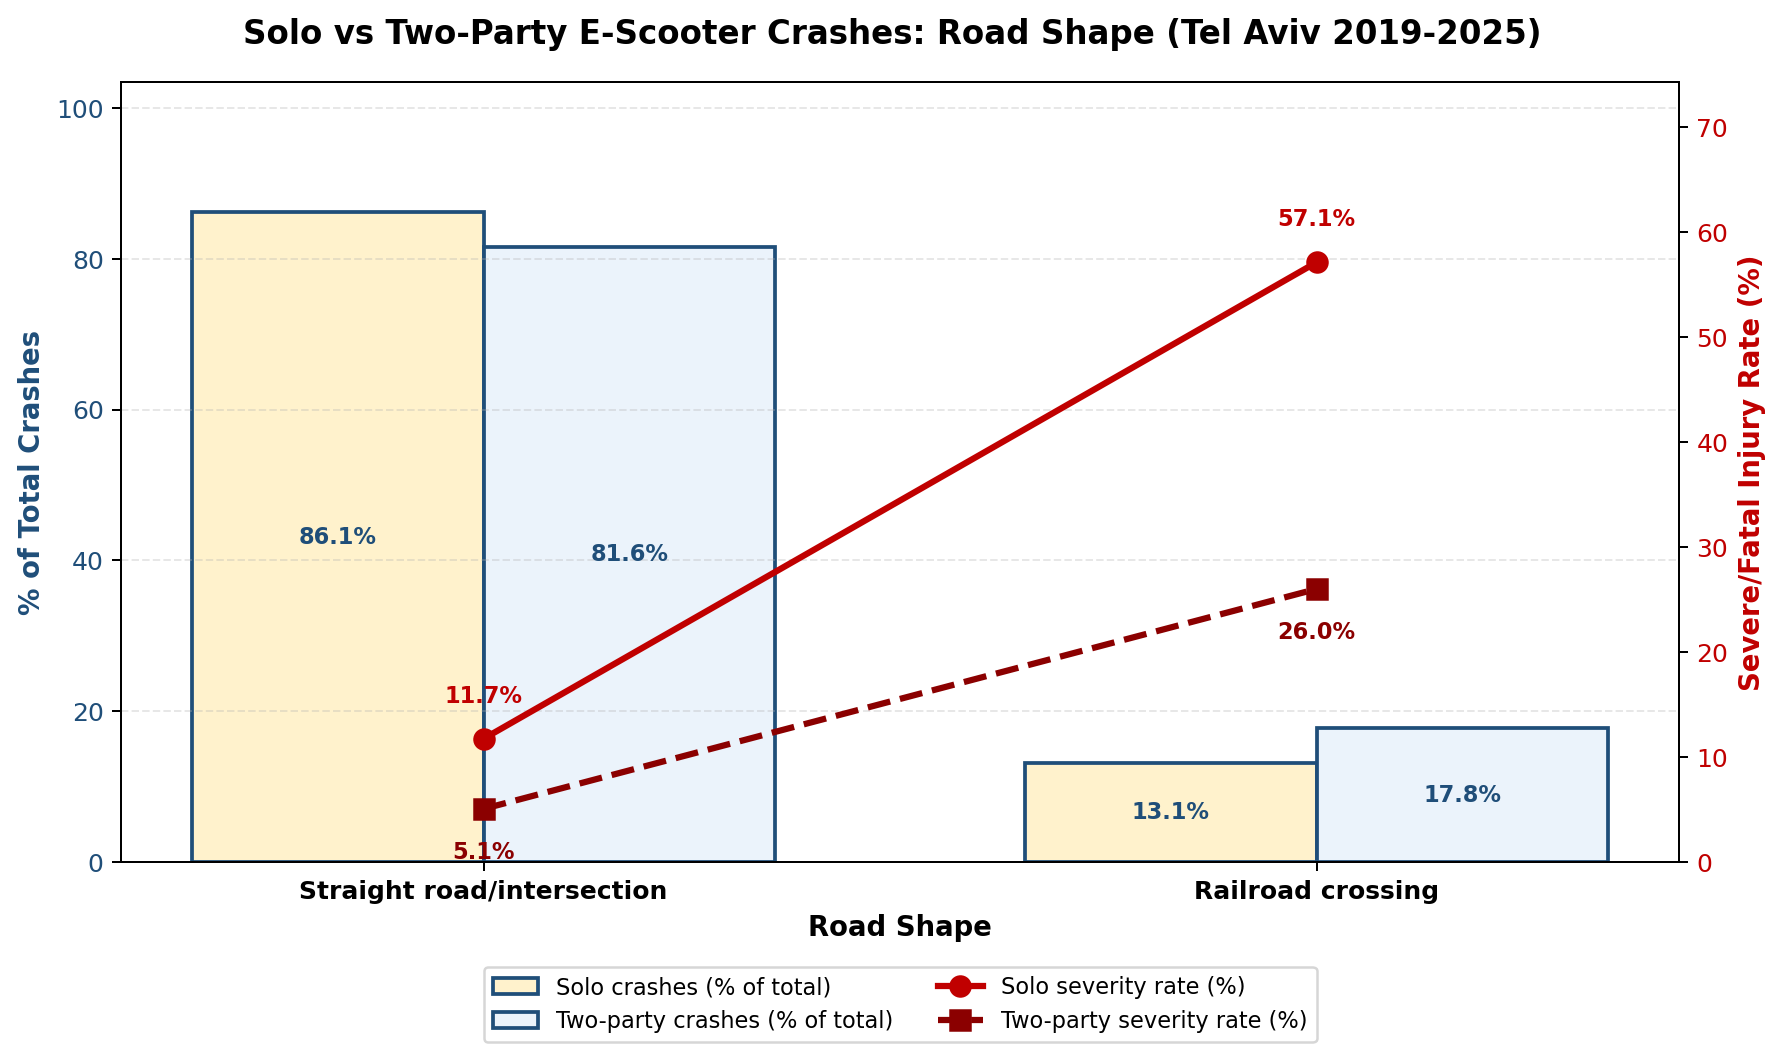 Solo vs Two-Party E-Scooter Crashes: Road Shape (Tel Aviv 2019-2025)
% of Total Crashes
100
80
60
40
20
0
70
60
50
40
30
20
10
0
Severe/Fatal Injury Rate (%)
86.1%
81.6%
11.7%
5.1%
57.1%
26.0%
13.1%
17.8%
Straight road/intersection
Railroad crossing
Road Shape
Solo crashes (% of total)
Two-party crashes (% of total)
Solo severity rate (%)
Two-party severity rate (%)